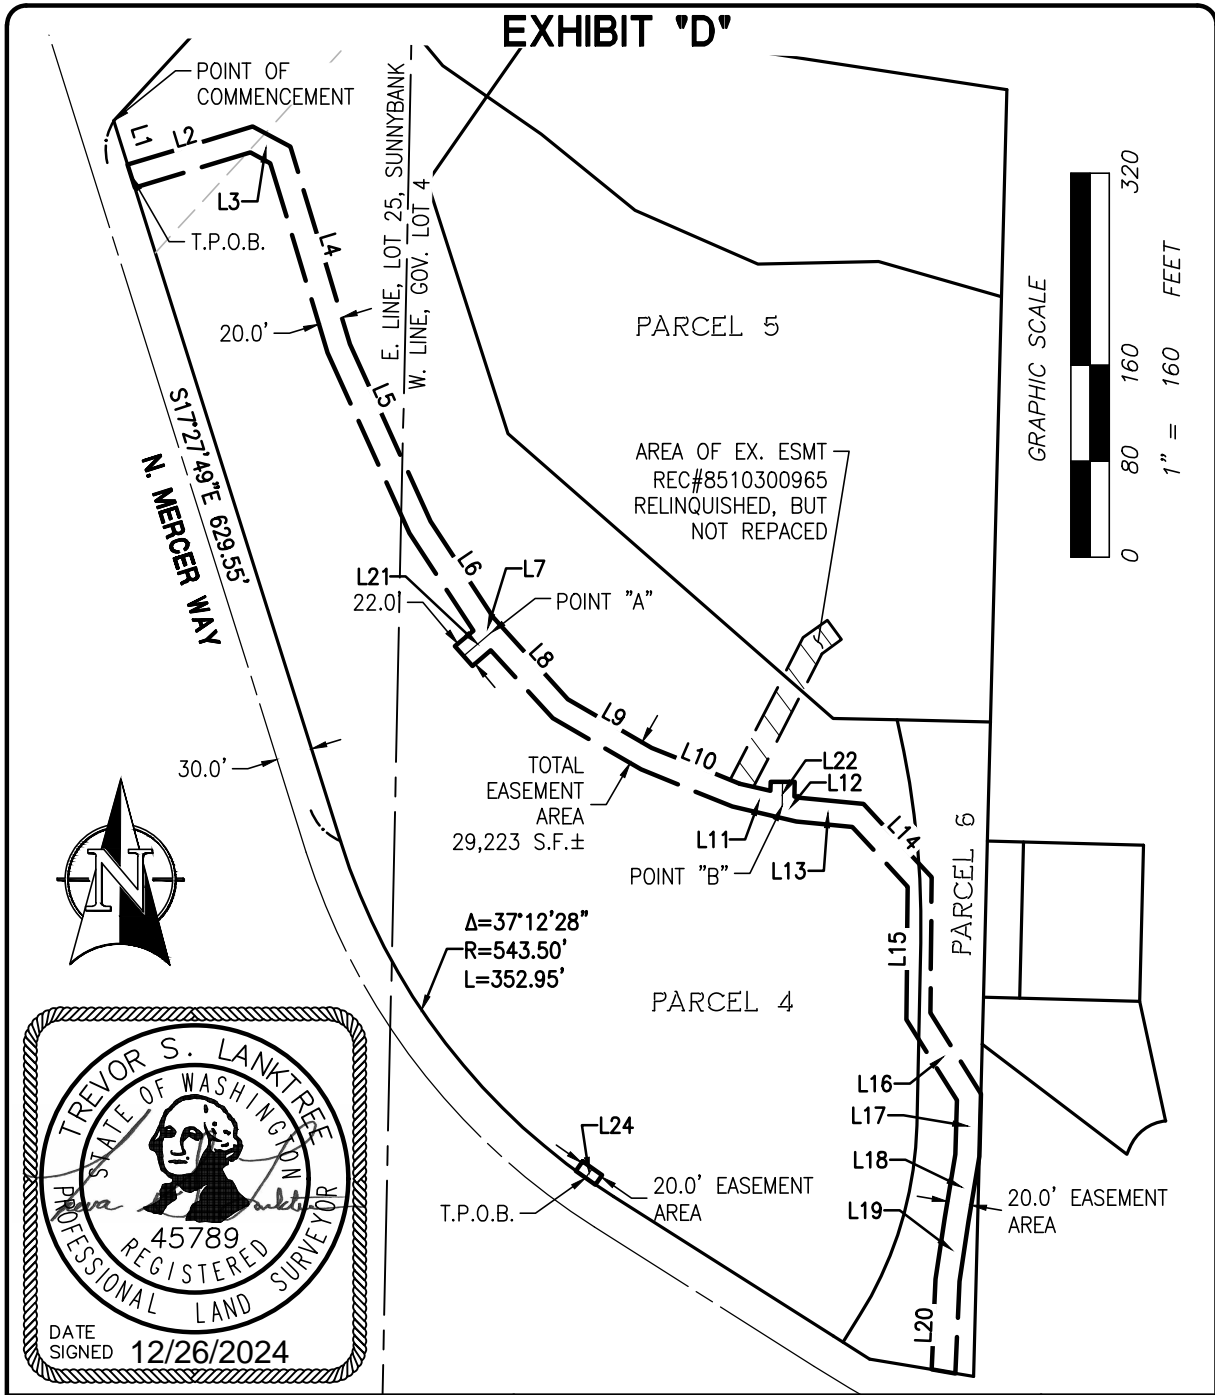 EXHIBIT "D"
POINT OF
COMMENCEMENT
L1
L2
L3
T.P.O.B.
L4
20.0'
E. LINE, LOT 25, SUNNYBANK
W. LINE, GOV. LOT 4
L5
PARCEL 5
GRAPHIC SCALE
0
80
160
320
1" = 160 FEET
S17°27'49"E 629.55'
N. MERCER WAY
AREA OF EX. ESMT
REC#8510300965
RELINQUISHED, BUT
NOT REPACED
L6
L7
L21
22.0'
POINT "A"
L8
L9
L10
30.0'
TOTAL
EASEMENT
AREA
29,223 S.F.±
L22
L12
L11
L13
POINT "B"
L14
PARCEL 6
N
Δ=37°12'28"
R=543.50'
L=352.95'
L15
PARCEL 4
L16
L17
L18
L19
20.0' EASEMENT
AREA
L24
20.0' EASEMENT
AREA
T.P.O.B.
L20
TREVOR S. LANKTREE
STATE OF WASHINGTON
45789
REGISTERED
PROFESSIONAL LAND SURVEYOR
DATE
SIGNED 12/26/2024